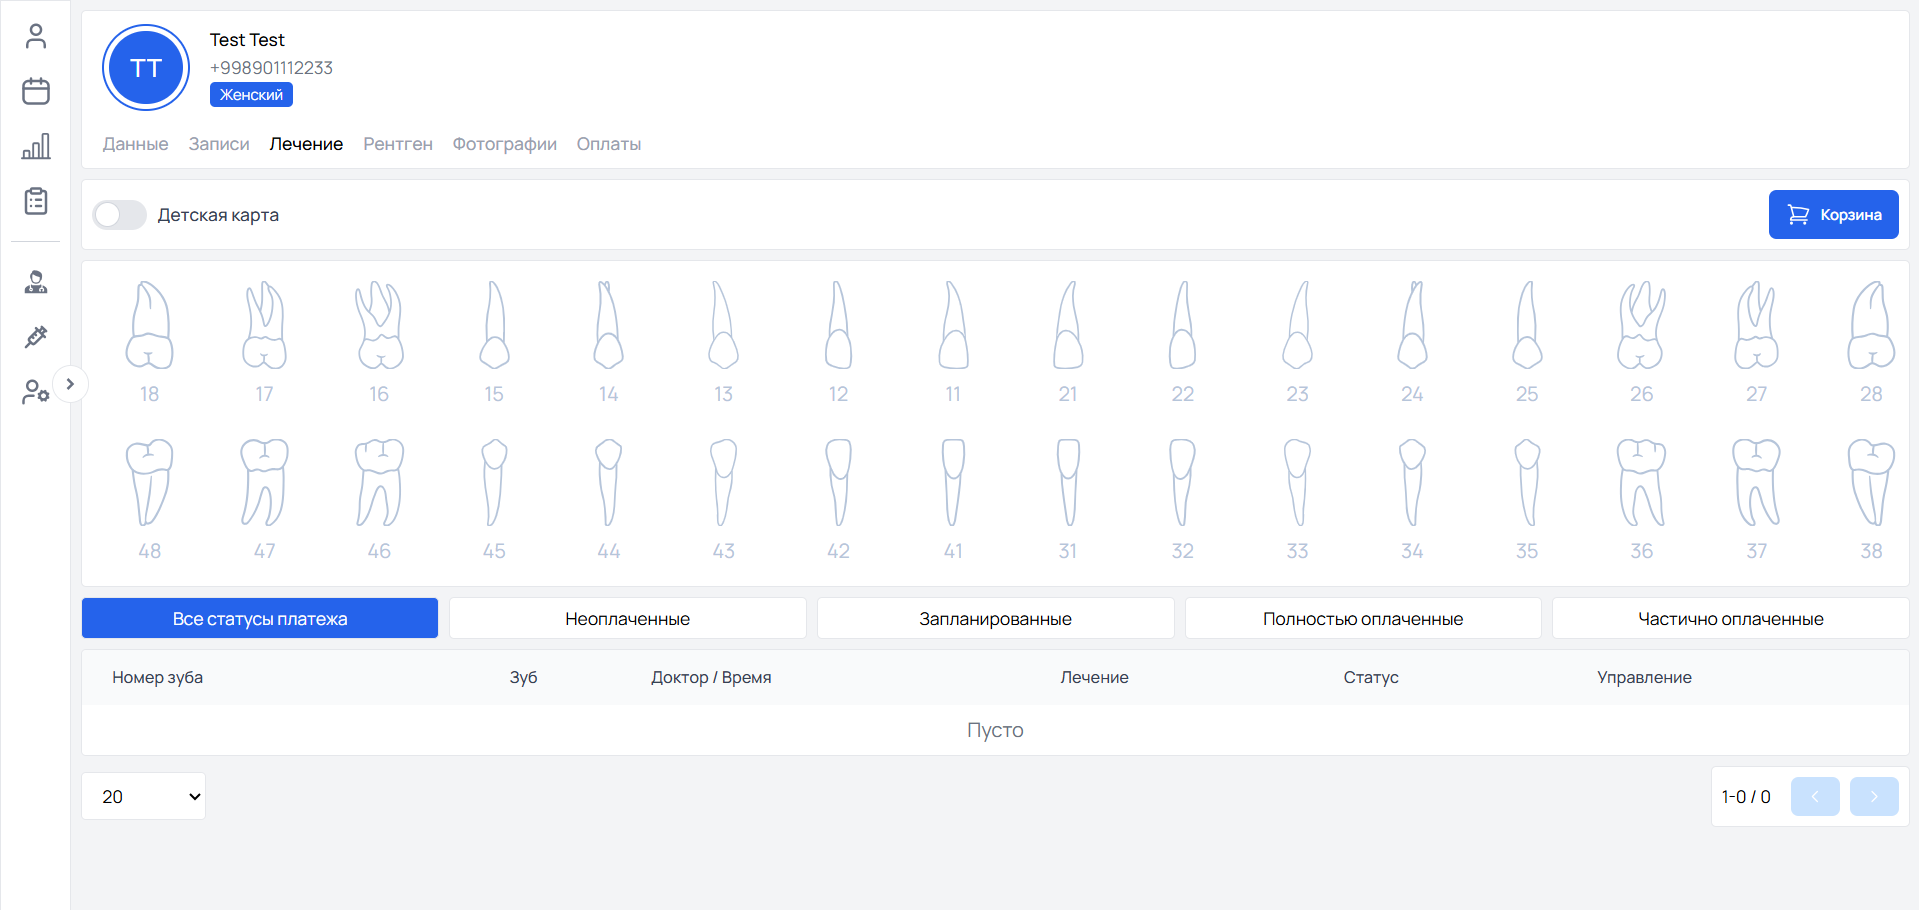 TT
Test Test
+998901112233
Женский
Данные Записи Лечение Рентген Фотографии Оплаты
Детская карта
Корзина
18 17 16 15 14 13 12 11 21 22 23 24 25 26 27 28
48 47 46 45 44 43 42 41 31 32 33 34 35 36 37 38
Все статусы платежа Неоплаченные Запланированные Полностью оплаченные Частично оплаченные
Номер зуба Зуб Доктор / Время Лечение Статус Управление
Пусто
20
1-0 / 0